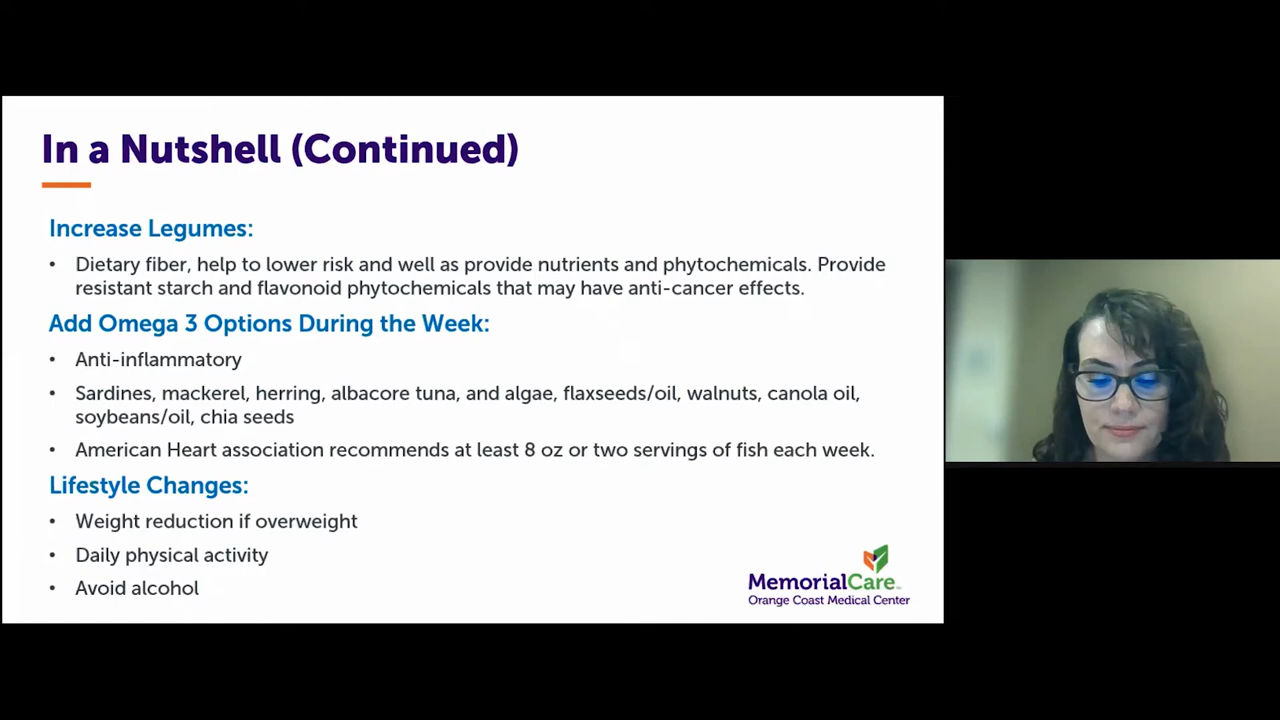 In a Nutshell (Continued)
Increase Legumes:
• Dietary fiber, help to lower risk and well as provide nutrients and phytochemicals. Provide
resistant starch and flavonoid phytochemicals that may have anti-cancer effects.
Add Omega 3 Options During the Week:
• Anti-inflammatory
• Sardines, mackerel, herring, albacore tuna, and algae, flaxseeds/oil, walnuts, canola oil,
soybeans/oil, chia seeds
• American Heart association recommends at least 8 oz or two servings of fish each week.
Lifestyle Changes:
• Weight reduction if overweight
• Daily physical activity
• Avoid alcohol
MemorialCare™
Orange Coast Medical Center